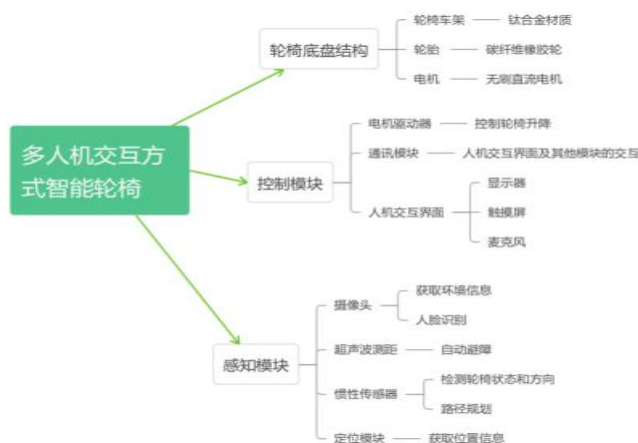 多人机交互方
式智能轮椅
轮椅底盘结构
轮椅车架
钛合金材质
轮胎
碳纤维橡胶轮
电机
无刷直流电机
控制模块
电机驱动器
控制轮椅升降
通讯模块
人机交互界面及其他模块的交互
人机交互界面
显示器
触摸屏
麦克风
感知模块
摄像头
获取环境信息
人脸识别
超声波测距
自动避障
惯性传感器
检测轮椅状态和方向
路径规划
定位模块
获取位置信息